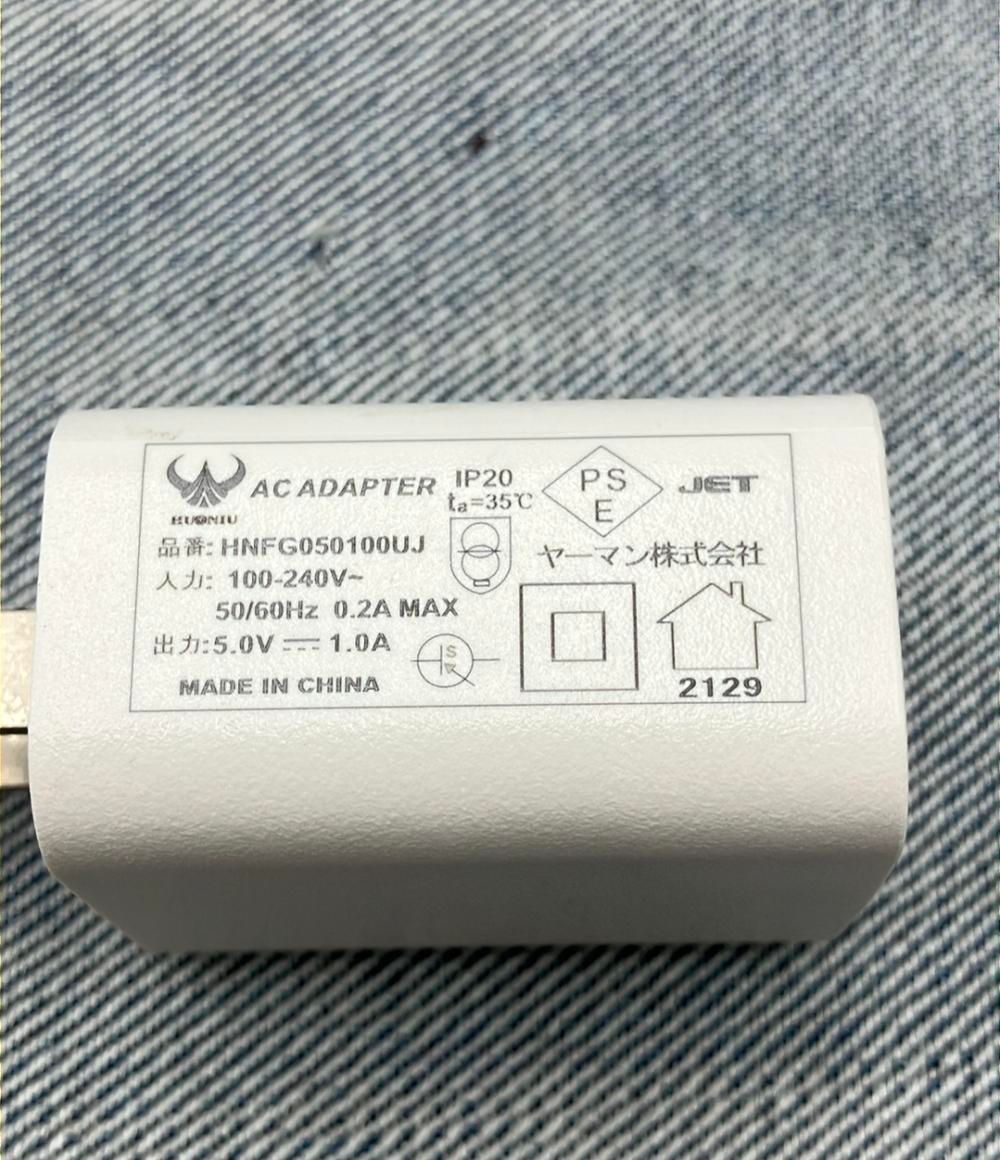 HUONIU
AC ADAPTER
IP20
ta=35℃
PS
E
JET
ヤーマン株式会社
品番: HNFG050100UJ
入力: 100-240V~
50/60Hz 0.2A MAX
出力:5.0V ⎓ 1.0A
S
MADE IN CHINA
2129